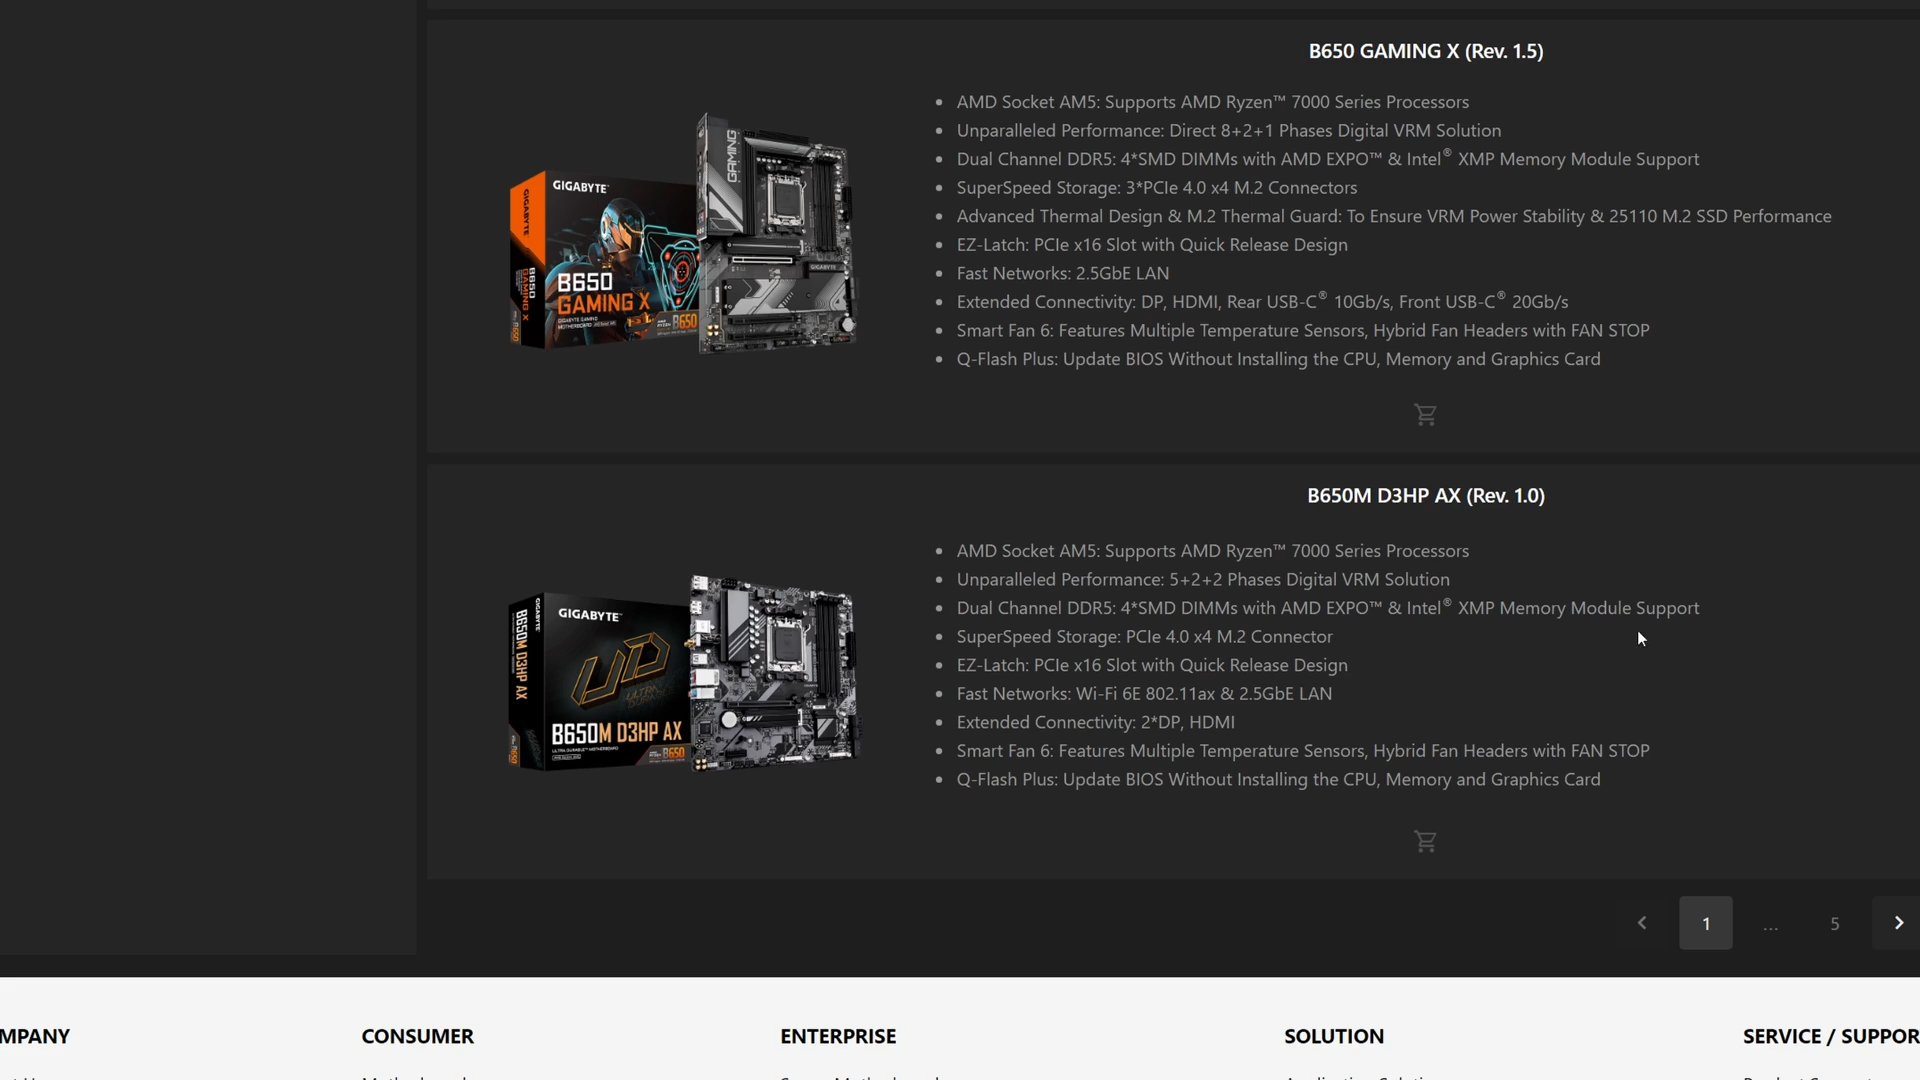 B650 GAMING X (Rev. 1.5)
AMD Socket AM5: Supports AMD Ryzen™ 7000 Series Processors
Unparalleled Performance: Direct 8+2+1 Phases Digital VRM Solution
Dual Channel DDR5: 4*SMD DIMMs with AMD EXPO™ & Intel® XMP Memory Module Support
SuperSpeed Storage: 3*PCIe 4.0 x4 M.2 Connectors
Advanced Thermal Design & M.2 Thermal Guard: To Ensure VRM Power Stability & 25110 M.2 SSD Performance
EZ-Latch: PCIe x16 Slot with Quick Release Design
Fast Networks: 2.5GbE LAN
Extended Connectivity: DP, HDMI, Rear USB-C® 10Gb/s, Front USB-C® 20Gb/s
Smart Fan 6: Features Multiple Temperature Sensors, Hybrid Fan Headers with FAN STOP
Q-Flash Plus: Update BIOS Without Installing the CPU, Memory and Graphics Card
GIGABYTE™
GIGABYTE
B650
GAMING X
B650
GAMING X
B650
GAMING
GIGABYTE
B650M D3HP AX (Rev. 1.0)
AMD Socket AM5: Supports AMD Ryzen™ 7000 Series Processors
Unparalleled Performance: 5+2+2 Phases Digital VRM Solution
Dual Channel DDR5: 4*SMD DIMMs with AMD EXPO™ & Intel® XMP Memory Module Support
SuperSpeed Storage: PCIe 4.0 x4 M.2 Connector
EZ-Latch: PCIe x16 Slot with Quick Release Design
Fast Networks: Wi-Fi 6E 802.11ax & 2.5GbE LAN
Extended Connectivity: 2*DP, HDMI
Smart Fan 6: Features Multiple Temperature Sensors, Hybrid Fan Headers with FAN STOP
Q-Flash Plus: Update BIOS Without Installing the CPU, Memory and Graphics Card
GIGABYTE™
GIGABYTE
B650M D3HP AX
UD
B650M D3HP AX
B650
1
...
5
MPANY
CONSUMER
ENTERPRISE
SOLUTION
SERVICE / SUPPOR